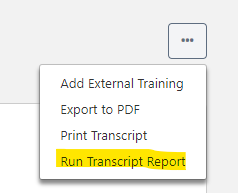 Add External Training
Export to PDF
Print Transcript
Run Transcript Report